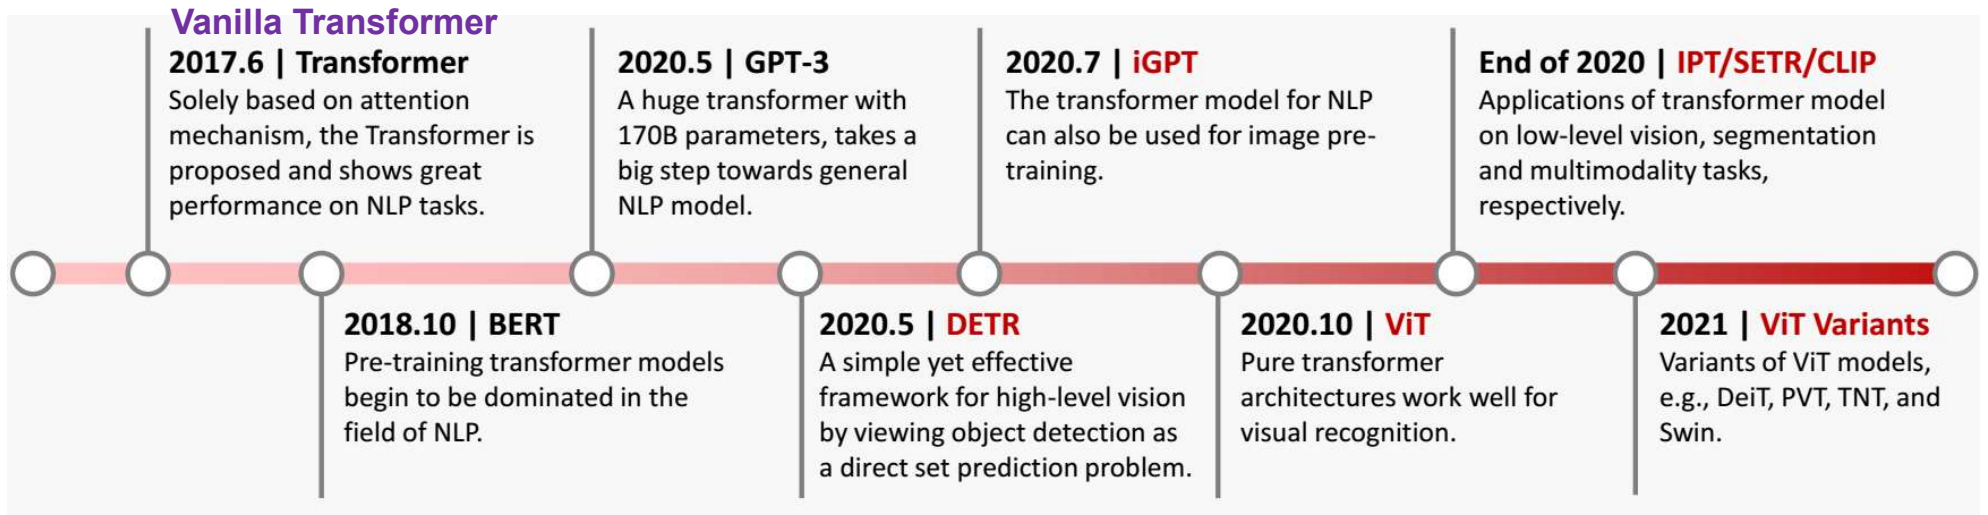 Vanilla Transformer
2017.6 | Transformer
Solely based on attention
mechanism, the Transformer is
proposed and shows great
performance on NLP tasks.
2020.5 | GPT-3
A huge transformer with
170B parameters, takes a
big step towards general
NLP model.
2020.7 | iGPT
The transformer model for NLP
can also be used for image pre-
training.
End of 2020 | IPT/SETR/CLIP
Applications of transformer model
on low-level vision, segmentation
and multimodality tasks,
respectively.
2018.10 | BERT
Pre-training transformer models
begin to be dominated in the
field of NLP.
2020.5 | DETR
A simple yet effective
framework for high-level vision
by viewing object detection as
a direct set prediction problem.
2020.10 | ViT
Pure transformer
architectures work well for
visual recognition.
2021 | ViT Variants
Variants of ViT models,
e.g., DeiT, PVT, TNT, and
Swin.